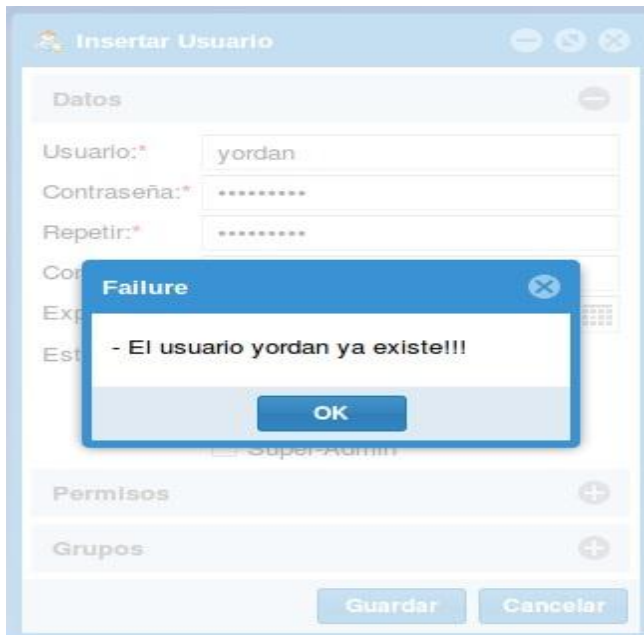 Insertar Usuario
Datos
Usuario:*
yordan
Contraseña:*
Repetir:*
Failure
- El usuario yordan ya existe!!!
OK
Super-Admin
Permisos
Grupos
Guardar
Cancelar